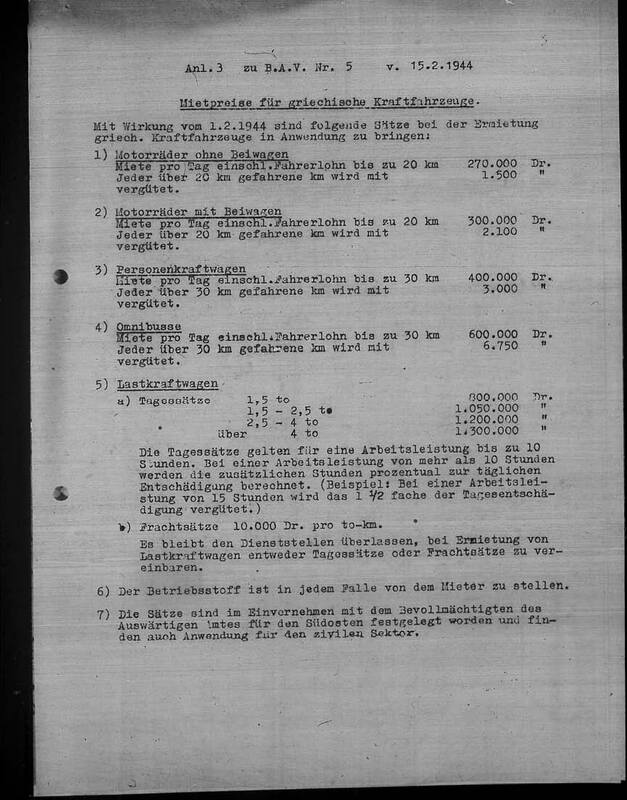 Anl.3 zu B.A.V. Nr. 5 v. 15.2.1944
Mietpreise für griechische Kraftfahrzeuge.
Mit Wirkung vom 1.2.1944 sind folgende Sätze bei der Ermietung
griech. Kraftfahrzeuge in Anwendung zu bringen:
1) Motorräder ohne Beiwagen
Miete pro Tag einschl.Fahrerlohn bis zu 20 km 270.000 Dr.
Jeder über 20 km gefahrene km wird mit 1.500 "
vergütet.
2) Motorräder mit Beiwagen
Miete pro Tag einschl.Fahrerlohn bis zu 20 km 300.000 Dr.
Jeder über 20 km gefahrene km wird mit 2.100 "
vergütet.
3) Personenkraftwagen
Miete pro Tag einschl.Fahrerlohn bis zu 30 km 400.000 Dr.
Jeder über 30 km gefahrene km wird mit 3.000 "
vergütet.
4) Omnibusse
Miete pro Tag einschl.Fahrerlohn bis zu 30 km 600.000 Dr.
Jeder über 30 km gefahrene km wird mit 6.750 "
vergütet.
5) Lastkraftwagen
a) Tagessätze 1,5 to 800.000 Dr.
1,5 - 2,5 to 1.050.000 "
2,5 - 4 to 1.200.000 "
über 4 to 1.300.000 "
Die Tagessätze gelten für eine Arbeitsleistung bis zu 10
Stunden. Bei einer Arbeitsleistung von mehr als 10 Stunden
werden die zusätzlichen Stunden prozentual zur täglichen
Entschädigung berechnet. (Beispiel: Bei einer Arbeitslei-
stung von 15 Stunden wird das 1 1/2 fache der Tagesentschä-
digung vergütet.)
b) Frachtsätze 10.000 Dr. pro to-km.
Es bleibt den Dienststellen überlassen, bei Ermietung von
Lastkraftwagen entweder Tagessätze oder Frachtsätze zu ver-
einbaren.
6) Der Betriebsstoff ist in jedem Falle von dem Mieter zu stellen.
7) Die Sätze sind im Einvernehmen mit dem Bevollmächtigten des
Auswärtigen Amtes für den Südosten festgelegt worden und fin-
den auch Anwendung für den zivilen Sektor.